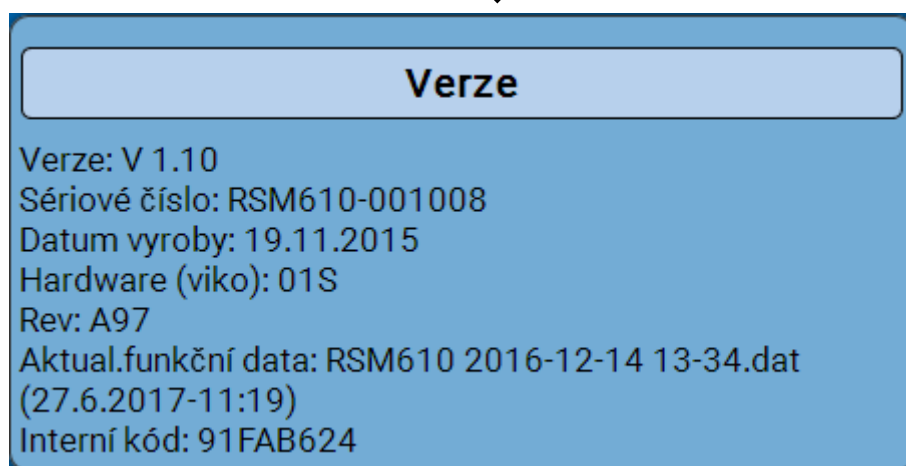 Verze
Verze: V 1.10
Sériové číslo: RSM610-001008
Datum vyroby: 19.11.2015
Hardware (viko): 01S
Rev: A97
Aktual.funkční data: RSM610 2016-12-14 13-34.dat
(27.6.2017-11:19)
Interní kód: 91FAB624